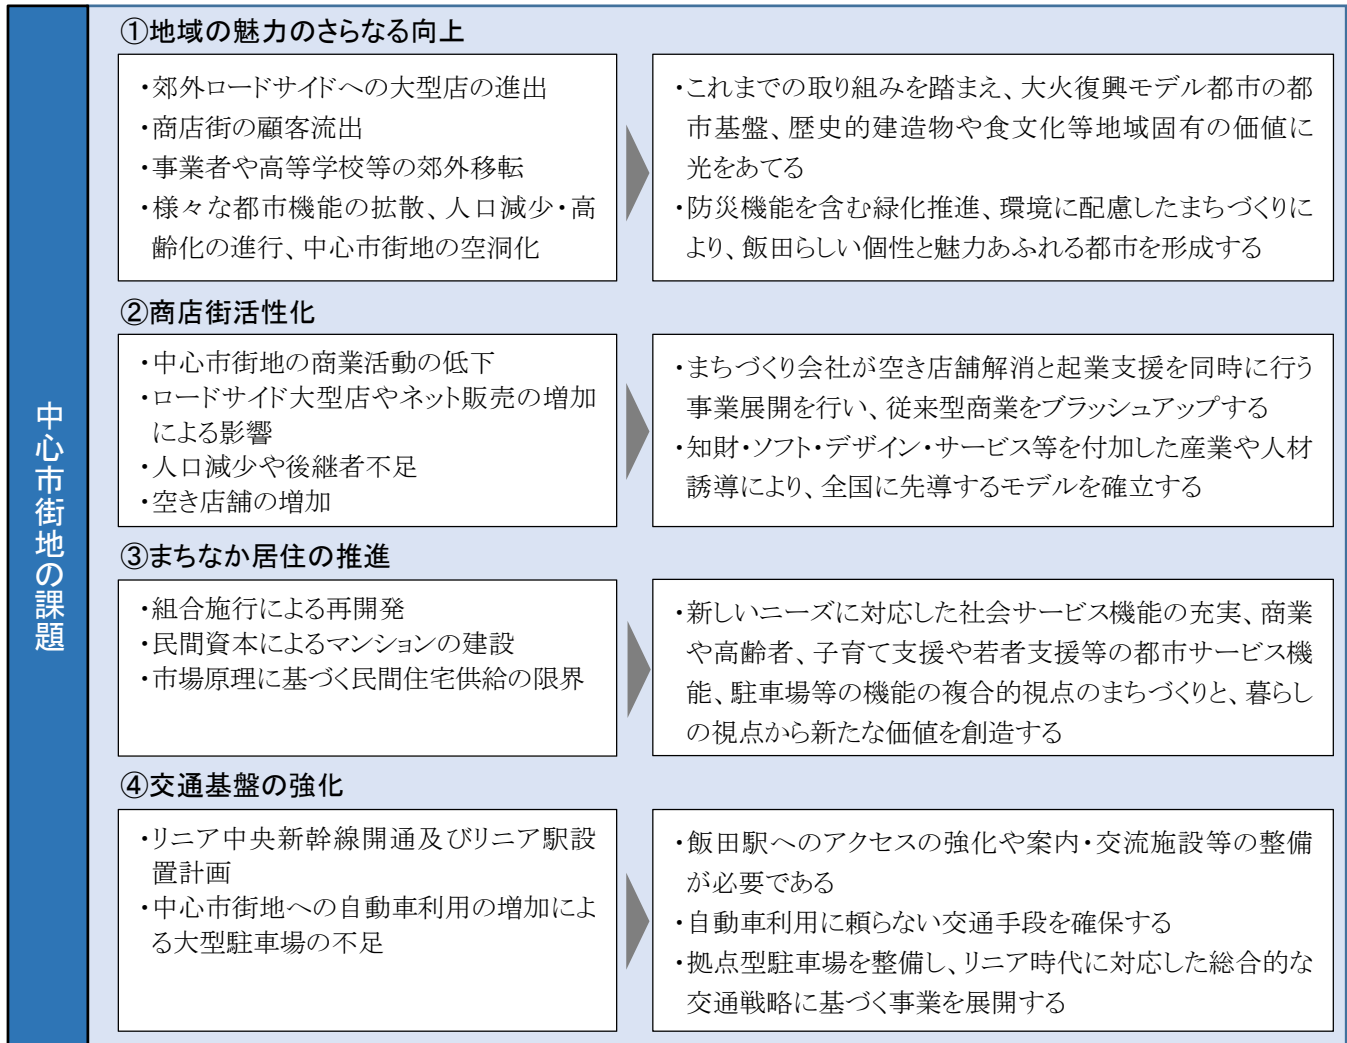 中心市街地の課題
①地域の魅力のさらなる向上
・郊外ロードサイドへの大型店の進出
・商店街の顧客流出
・事業者や高等学校等の郊外移転
・様々な都市機能の拡散、人口減少・高
齢化の進行、中心市街地の空洞化
・これまでの取り組みを踏まえ、大火復興モデル都市の都
市基盤、歴史的建造物や食文化等地域固有の価値に
光をあてる
・防災機能を含む緑化推進、環境に配慮したまちづくりに
より、飯田らしい個性と魅力あふれる都市を形成する
②商店街活性化
・中心市街地の商業活動の低下
・ロードサイド大型店やネット販売の増加
による影響
・人口減少や後継者不足
・空き店舗の増加
・まちづくり会社が空き店舗解消と起業支援を同時に行う
事業展開を行い、従来型商業をブラッシュアップする
・知財・ソフト・デザイン・サービス等を付加した産業や人材
誘導により、全国に先導するモデルを確立する
③まちなか居住の推進
・組合施行による再開発
・民間資本によるマンションの建設
・市場原理に基づく民間住宅供給の限界
・新しいニーズに対応した社会サービス機能の充実、商業
や高齢者、子育て支援や若者支援等の都市サービス機
能、駐車場等の機能の複合的視点のまちづくりと、暮らし
の視点から新たな価値を創造する
④交通基盤の強化
・リニア中央新幹線開通及びリニア駅設
置計画
・中心市街地への自動車利用の増加によ
る大型駐車場の不足
・飯田駅へのアクセスの強化や案内・交流施設等の整備
が必要である
・自動車利用に頼らない交通手段を確保する
・拠点型駐車場を整備し、リニア時代に対応した総合的な
交通戦略に基づく事業を展開する